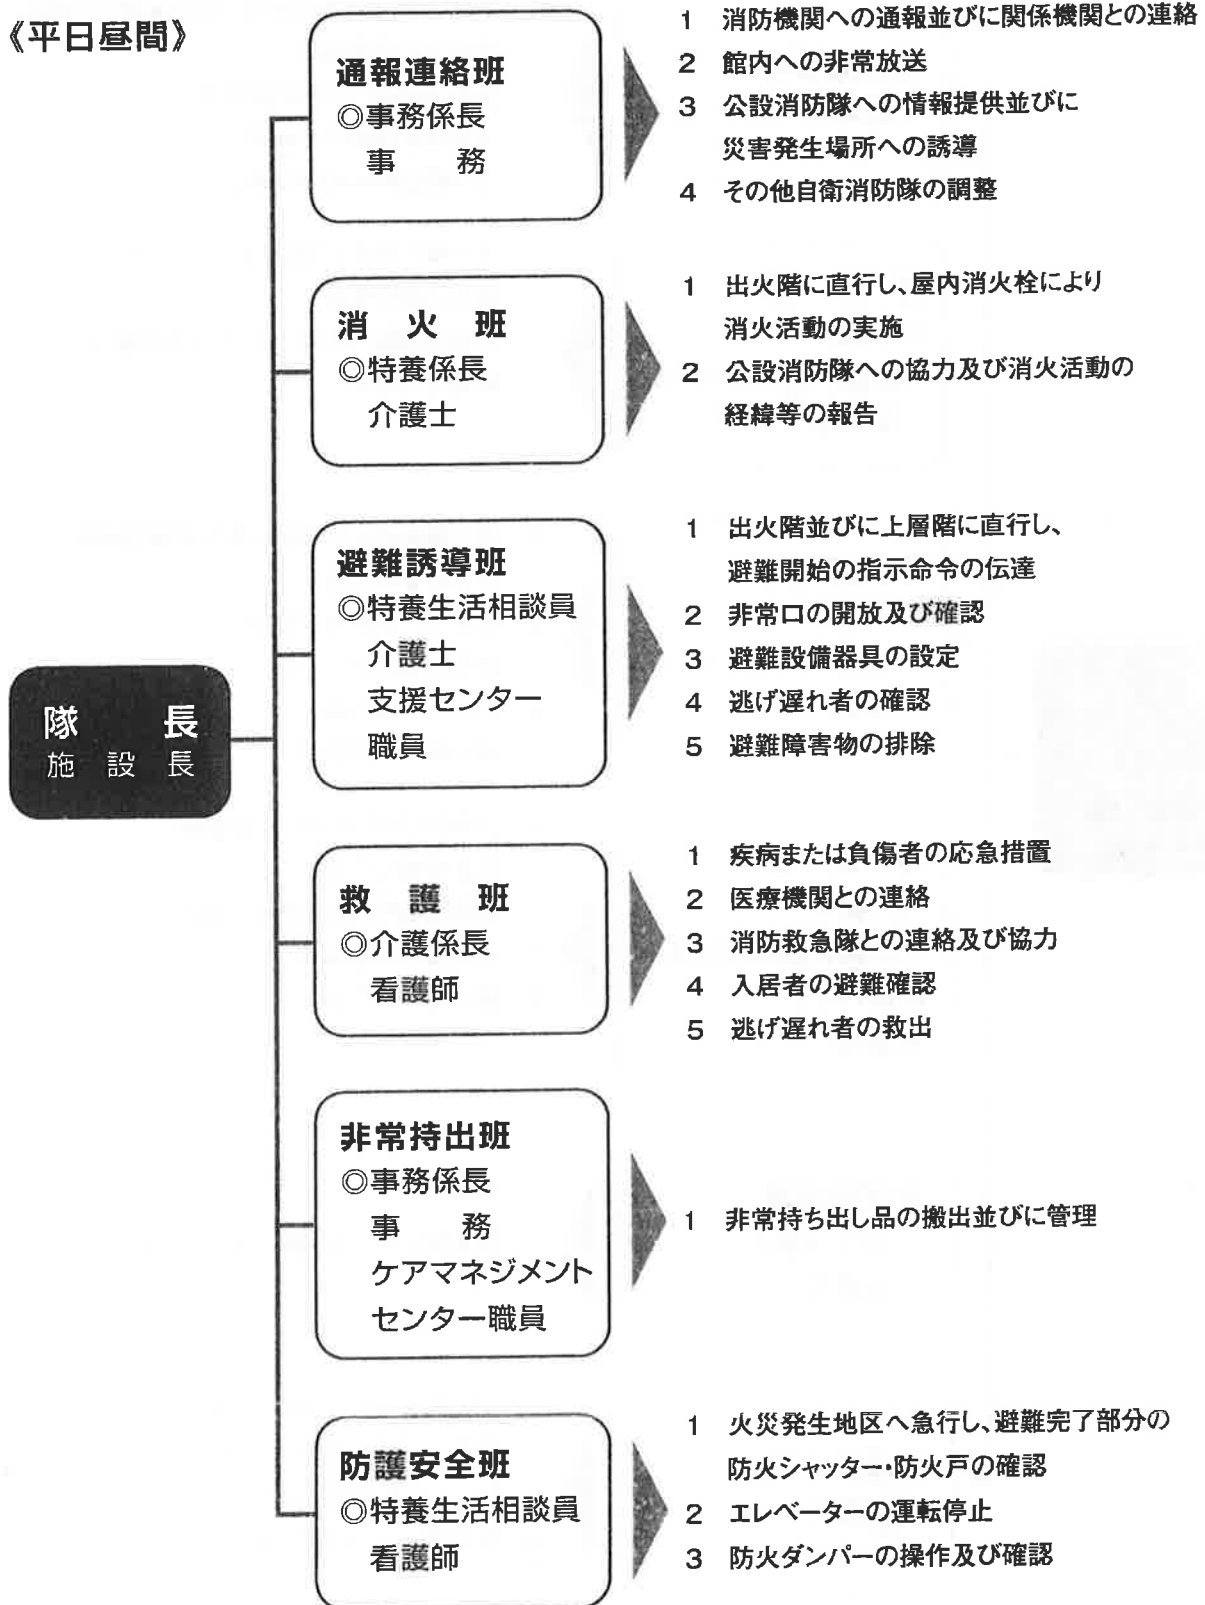 《平日昼間》
通報連絡班
◎事務係長
事　務
1 消防機関への通報並びに関係機関との連絡
2 館内への非常放送
3 公設消防隊への情報提供並びに
災害発生場所への誘導
4 その他自衛消防隊の調整
消　火　班
◎特養係長
介護士
1 出火階に直行し、屋内消火栓により
消火活動の実施
2 公設消防隊への協力及び消火活動の
経緯等の報告
避難誘導班
◎特養生活相談員
介護士
支援センター
職員
1 出火階並びに上層階に直行し、
避難開始の指示命令の伝達
2 非常口の開放及び確認
3 避難設備器具の設定
4 逃げ遅れ者の確認
5 避難障害物の排除
隊　長
施　設　長
救　護　班
◎介護係長
看護師
1 疾病または負傷者の応急措置
2 医療機関との連絡
3 消防救急隊との連絡及び協力
4 入居者の避難確認
5 逃げ遅れ者の救出
非常持出班
◎事務係長
事　務
ケアマネジメント
センター職員
1 非常持ち出し品の搬出並びに管理
防護安全班
◎特養生活相談員
看護師
1 火災発生地区へ急行し、避難完了部分の
防火シャッター・防火戸の確認
2 エレベーターの運転停止
3 防火ダンパーの操作及び確認